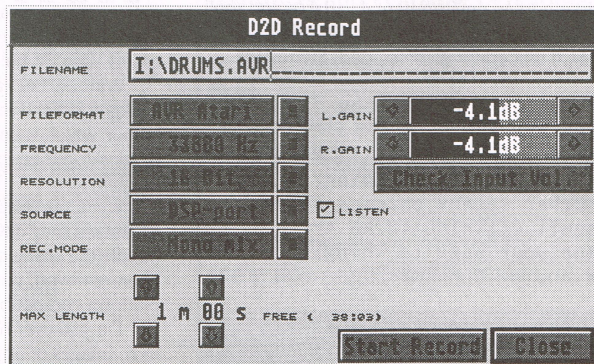 D2D Record
FILENAME I:\DRUMS.AVR
FILEFORMAT AVR Atari L.GAIN -4.1dB
FREQUENCY Hz R.GAIN -4.1dB
RESOLUTION 16 Bit Check Input Vol.
SOURCE DSP-port LISTEN
REC.MODE Mono mix
MAX LENGTH 1 m 00 s FREE ( 38:03)
Start Record Close